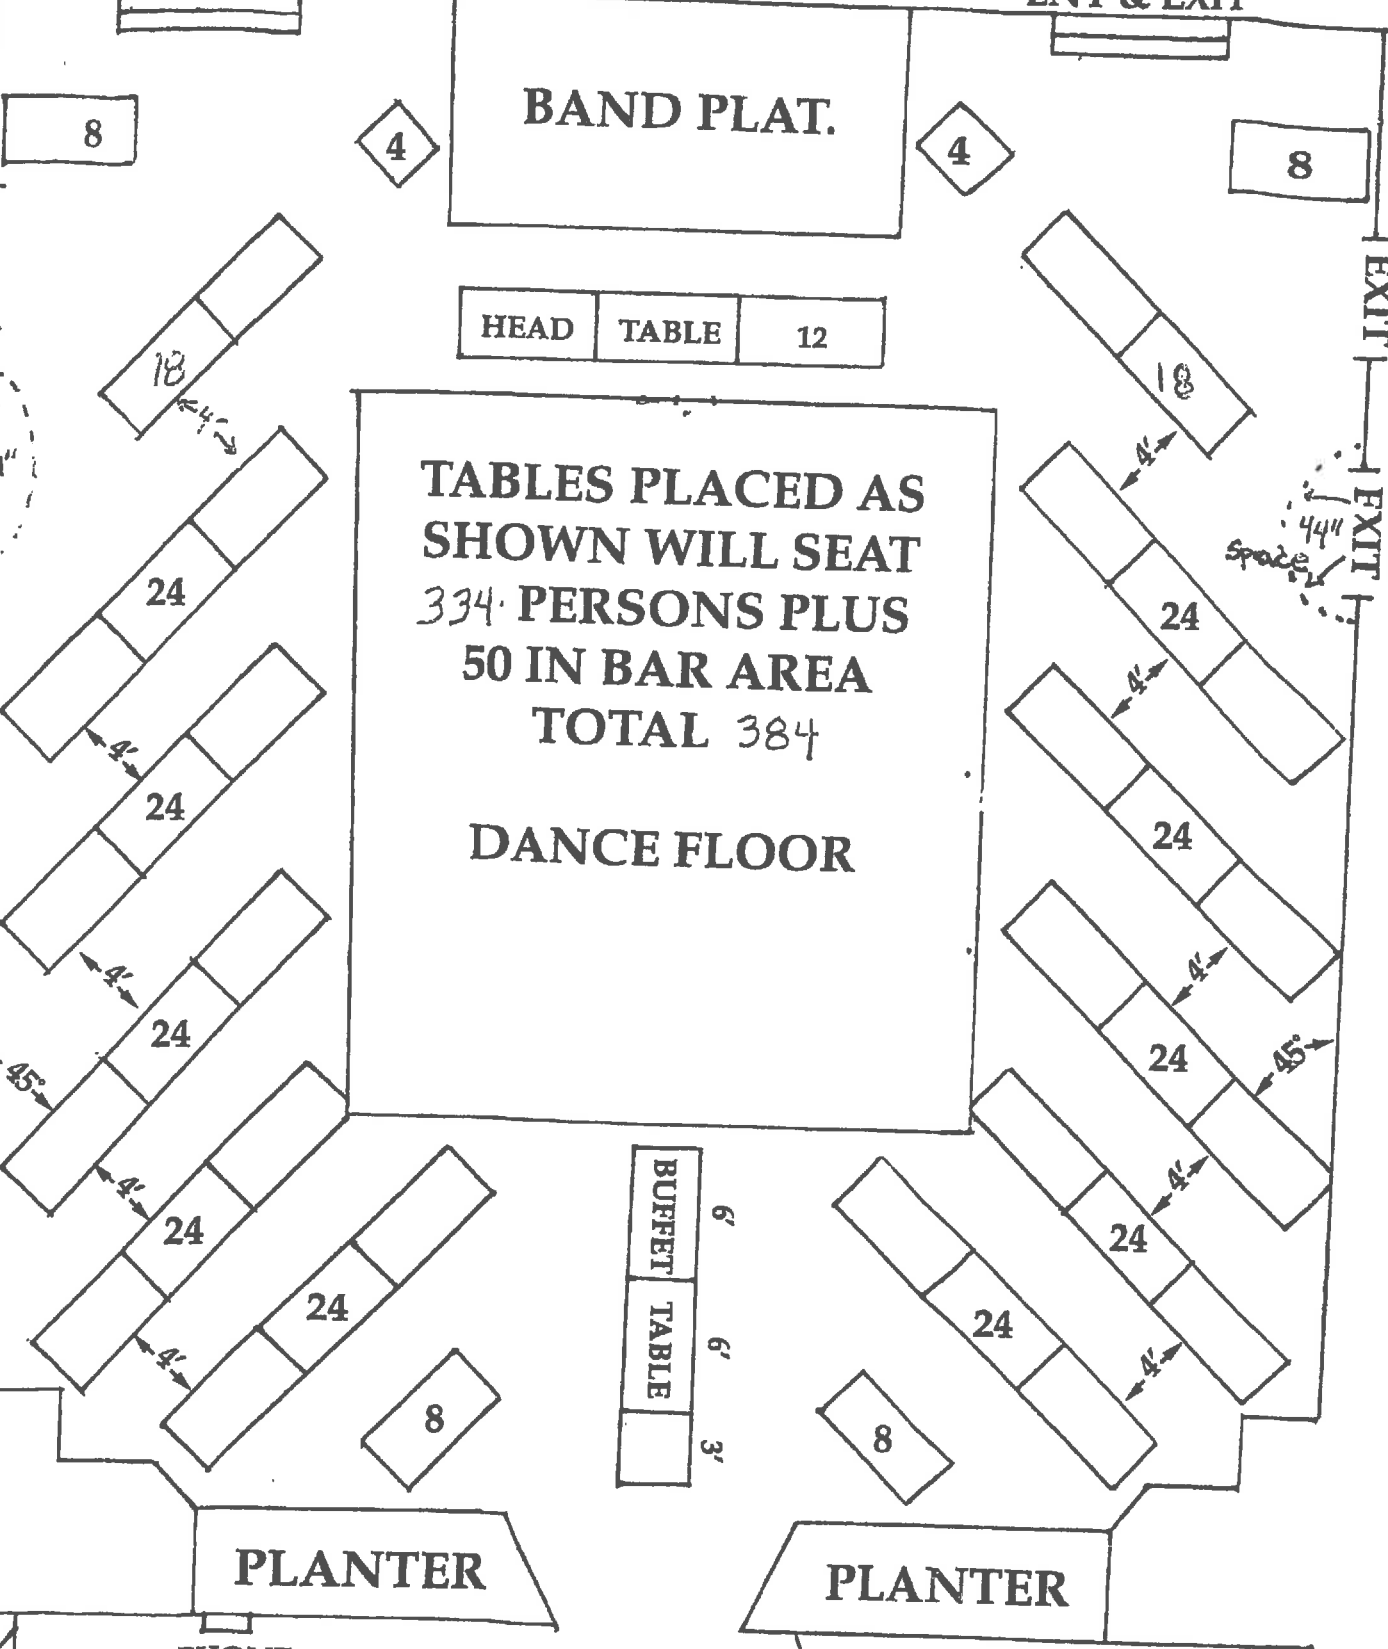 BAND PLAT.
8
4
4
8
HEAD TABLE 12
18
18
4'
4'
EXIT
EXIT
44"
Space
TABLES PLACED AS
SHOWN WILL SEAT
334 PERSONS PLUS
50 IN BAR AREA
TOTAL 384
DANCE FLOOR
24
24
4'
4'
24
24
4'
4'
24
24
45°
45°
4'
4'
24
24
4'
4'
24
24
8
8
BUFFET TABLE
6'
6'
3'
PLANTER
PLANTER